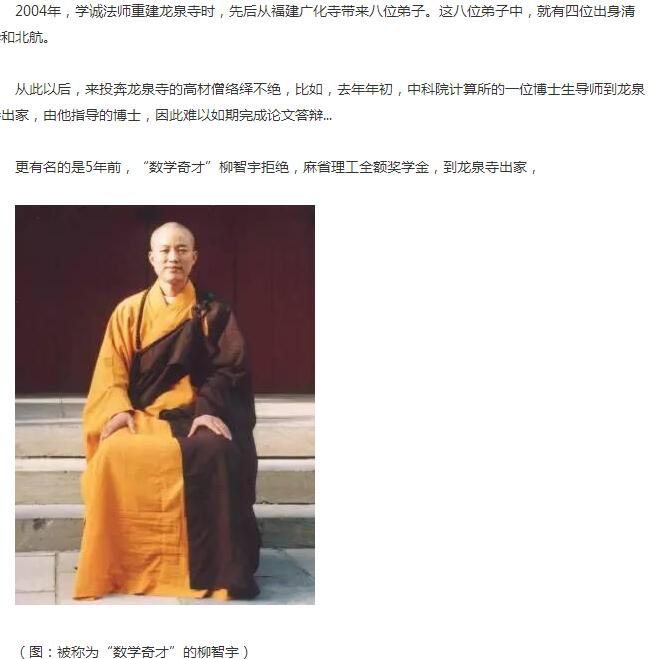 2004年，学诚法师重建龙泉寺时，先后从福建广化寺带来八位弟子。这八位弟子中，就有四位出身清
和北航。
从此以后，来投奔龙泉寺的高材僧络绎不绝，比如，去年年初，中科院计算所的一位博士生导师到龙泉
出家，由他指导的博士，因此难以如期完成论文答辩...
更有名的是5年前，“数学奇才”柳智宇拒绝，麻省理工全额奖学金，到龙泉寺出家，
（图：被称为“数学奇才”的柳智宇）